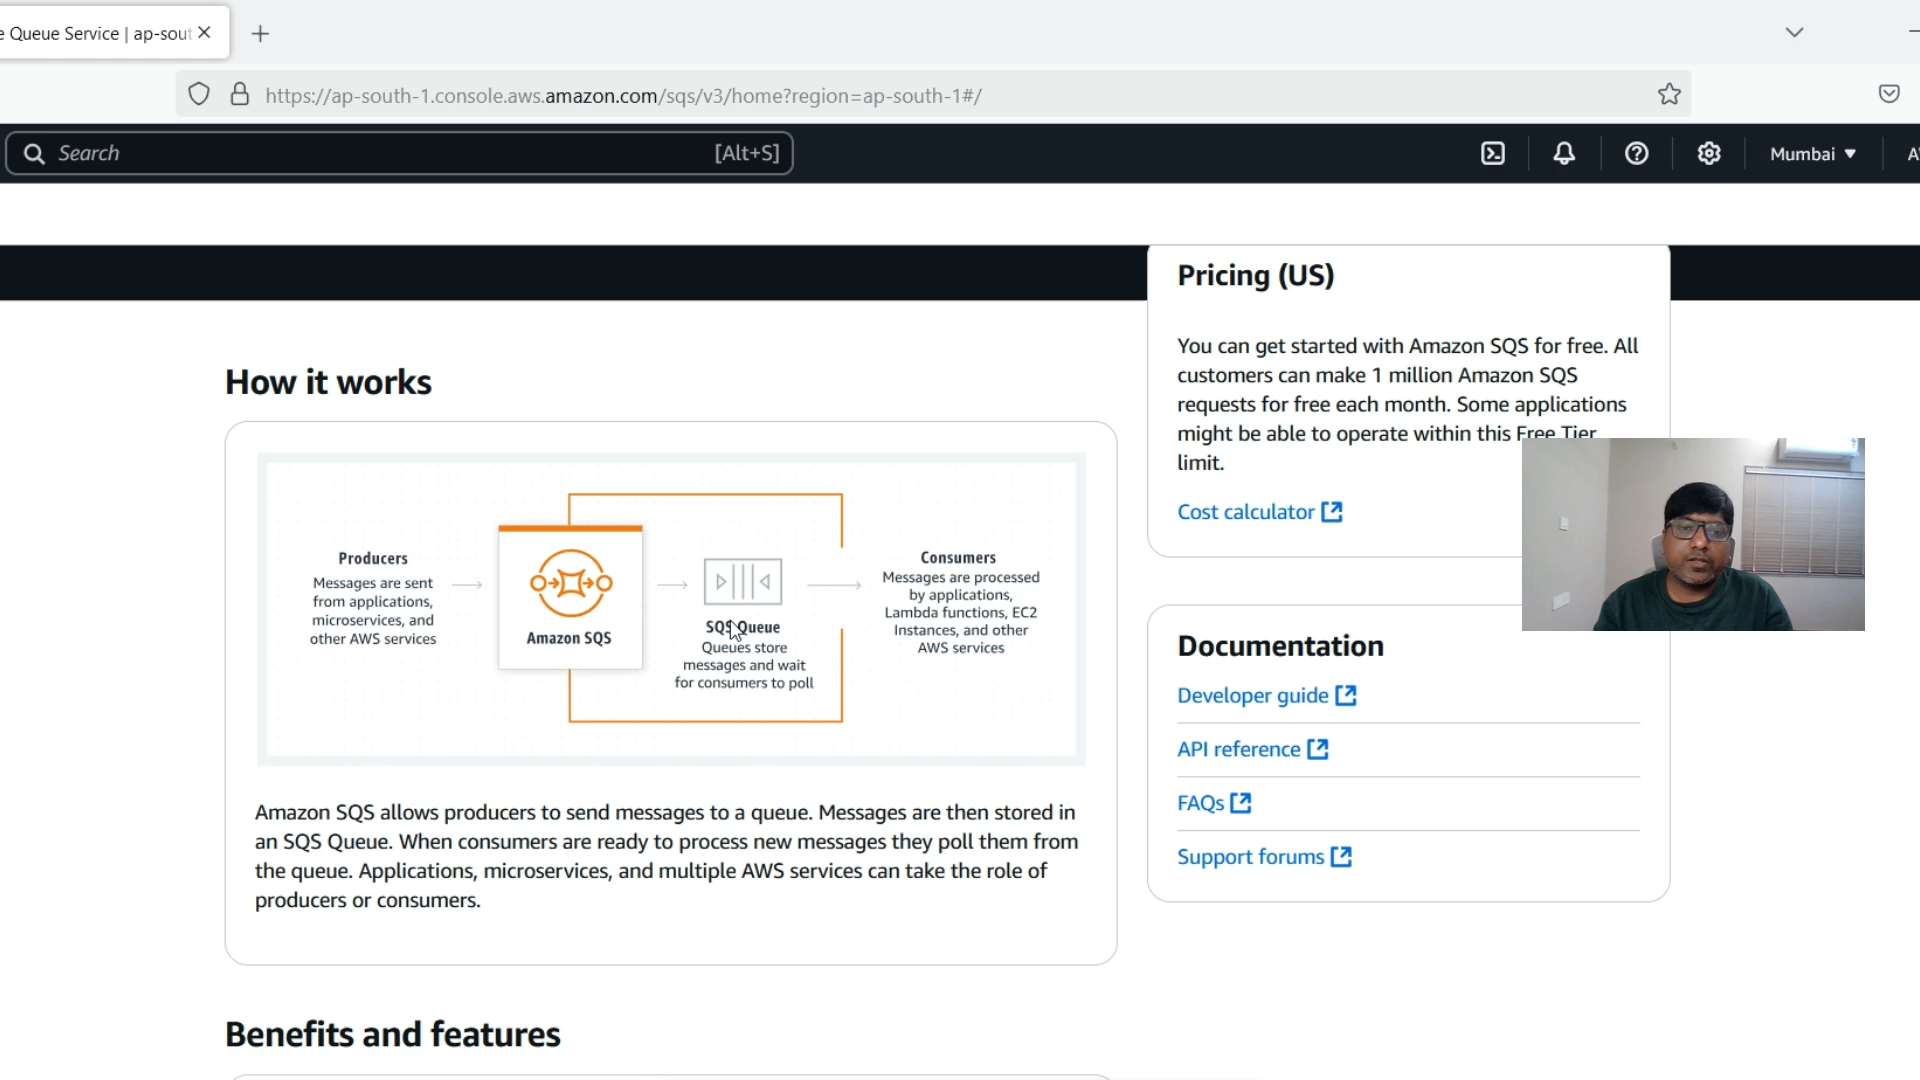 e Queue Service | ap-sout
https://ap-south-1.console.aws.amazon.com/sqs/v3/home?region=ap-south-1#/
Search
[Alt+S]
Mumbai
Pricing (US)
You can get started with Amazon SQS for free. All
customers can make 1 million Amazon SQS
requests for free each month. Some applications
might be able to operate within this Free Tier
limit.
Cost calculator
How it works
Producers
Messages are sent
from applications,
microservices, and
other AWS services
Amazon SQS
SQS Queue
Queues store
messages and wait
for consumers to poll
Consumers
Messages are processed
by applications,
Lambda functions, EC2
Instances, and other
AWS services
Amazon SQS allows producers to send messages to a queue. Messages are then stored in
an SQS Queue. When consumers are ready to process new messages they poll them from
the queue. Applications, microservices, and multiple AWS services can take the role of
producers or consumers.
Documentation
Developer guide
API reference
FAQs
Support forums
Benefits and features